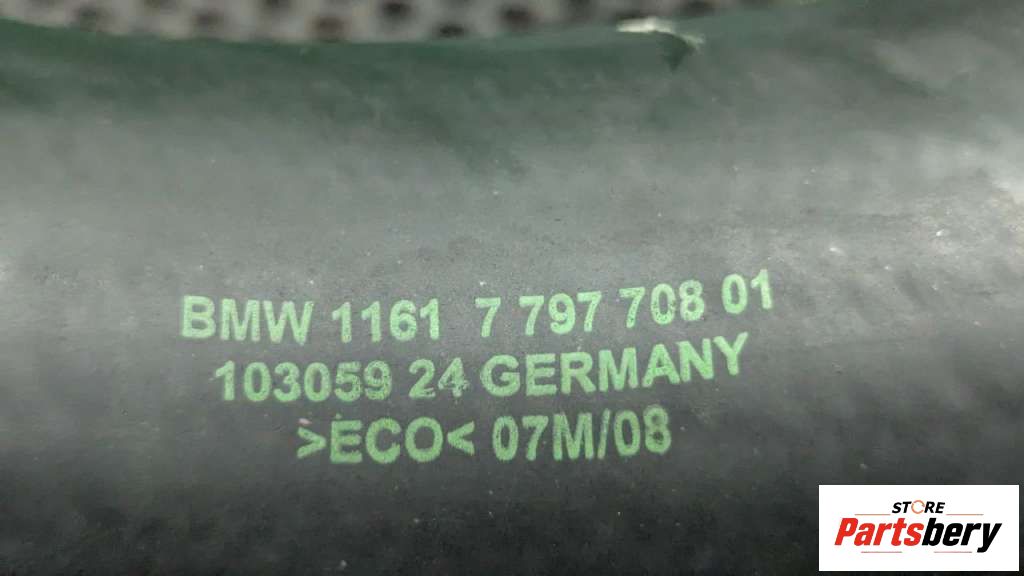 BMW 1161 7 797 708 01
103059 24 GERMANY
>ECO< 07M/08
STORE
Partsbery